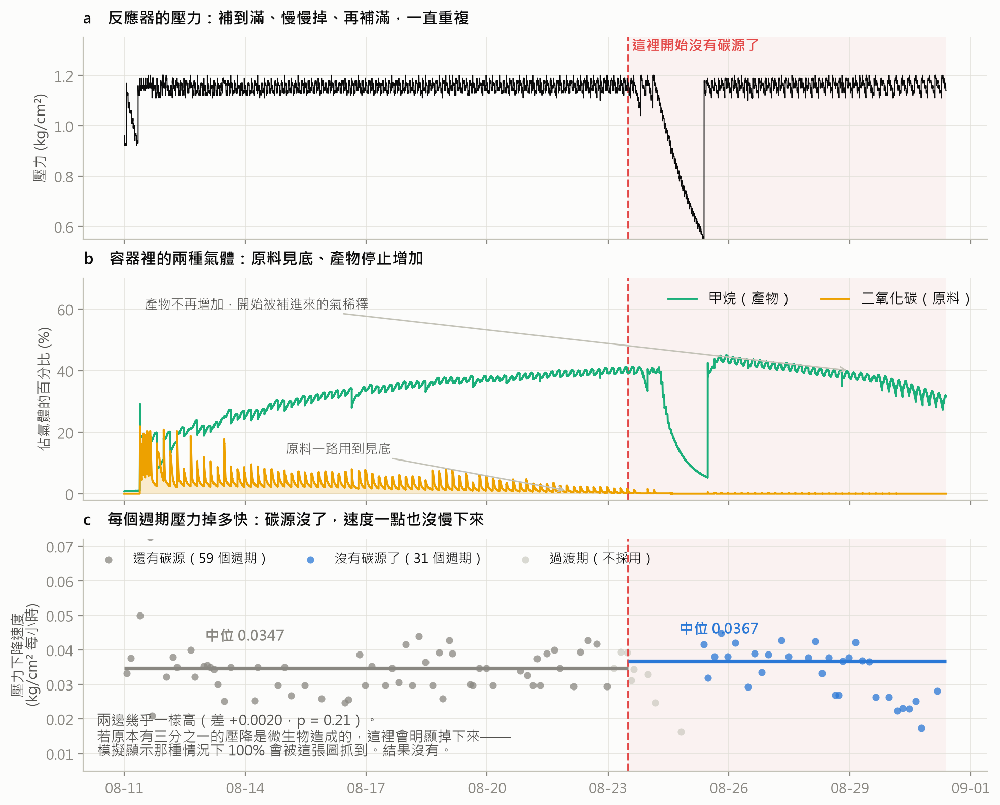 a 反應器的壓力：補到滿、慢慢掉、再補滿，一直重複
這裡開始沒有碳源了
壓力 (kg/cm²)
1.2
1.0
0.8
0.6
b 容器裡的兩種氣體：原料見底、產物停止增加
甲烷（產物）
二氧化碳（原料）
產物不再增加，開始被補進來的氣稀釋
原料一路用到見底
佔氣體的百分比 (%)
60
40
20
0
c 每個週期壓力掉多快：碳源沒了，速度一點也沒慢下來
還有碳源（59 個週期）
沒有碳源了（31 個週期）
過渡期（不採用）
壓力下降速度
(kg/cm² 每小時)
0.07
0.06
0.05
0.04
0.03
0.02
0.01
中位 0.0347
中位 0.0367
兩邊幾乎一樣高（差 +0.0020，p = 0.21）。
若原本有三分之一的壓降是微生物造成的，這裡會明顯掉下來——
模擬顯示那種情況下 100% 會被這張圖抓到。結果沒有。
08-11
08-14
08-17
08-20
08-23
08-26
08-29
09-01